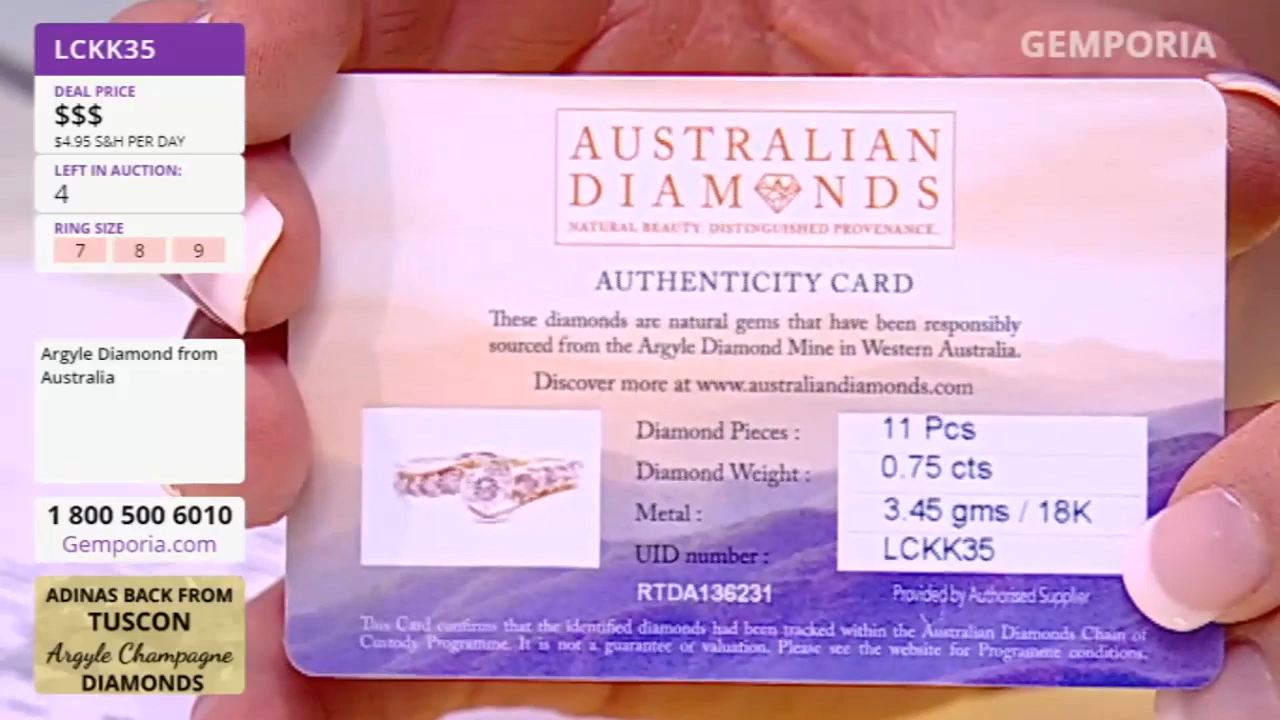 LCKK35
DEAL PRICE
$$$
$4.95 S&H PER DAY
LEFT IN AUCTION:
4
RING SIZE
7 8 9
Argyle Diamond from
Australia
1 800 500 6010
Gemporia.com
ADINAS BACK FROM
TUSCON
Argyle Champagne
DIAMONDS
GEMPORIA
AUSTRALIAN
DIAMONDS
NATURAL BEAUTY. DISTINGUISHED PROVENANCE.
AUTHENTICITY CARD
These diamonds are natural gems that have been responsibly
sourced from the Argyle Diamond Mine in Western Australia.
Discover more at www.australiandiamonds.com
Diamond Pieces : 11 Pcs
Diamond Weight : 0.75 cts
Metal : 3.45 gms / 18K
UID number : LCKK35
RTDA136231 Provided by Authorised Supplier
This Card confirms that the identified diamonds had been tracked within the Australian Diamonds Chain of
Custody Programme. It is not a guarantee or valuation. Please see the website for Programme conditions.